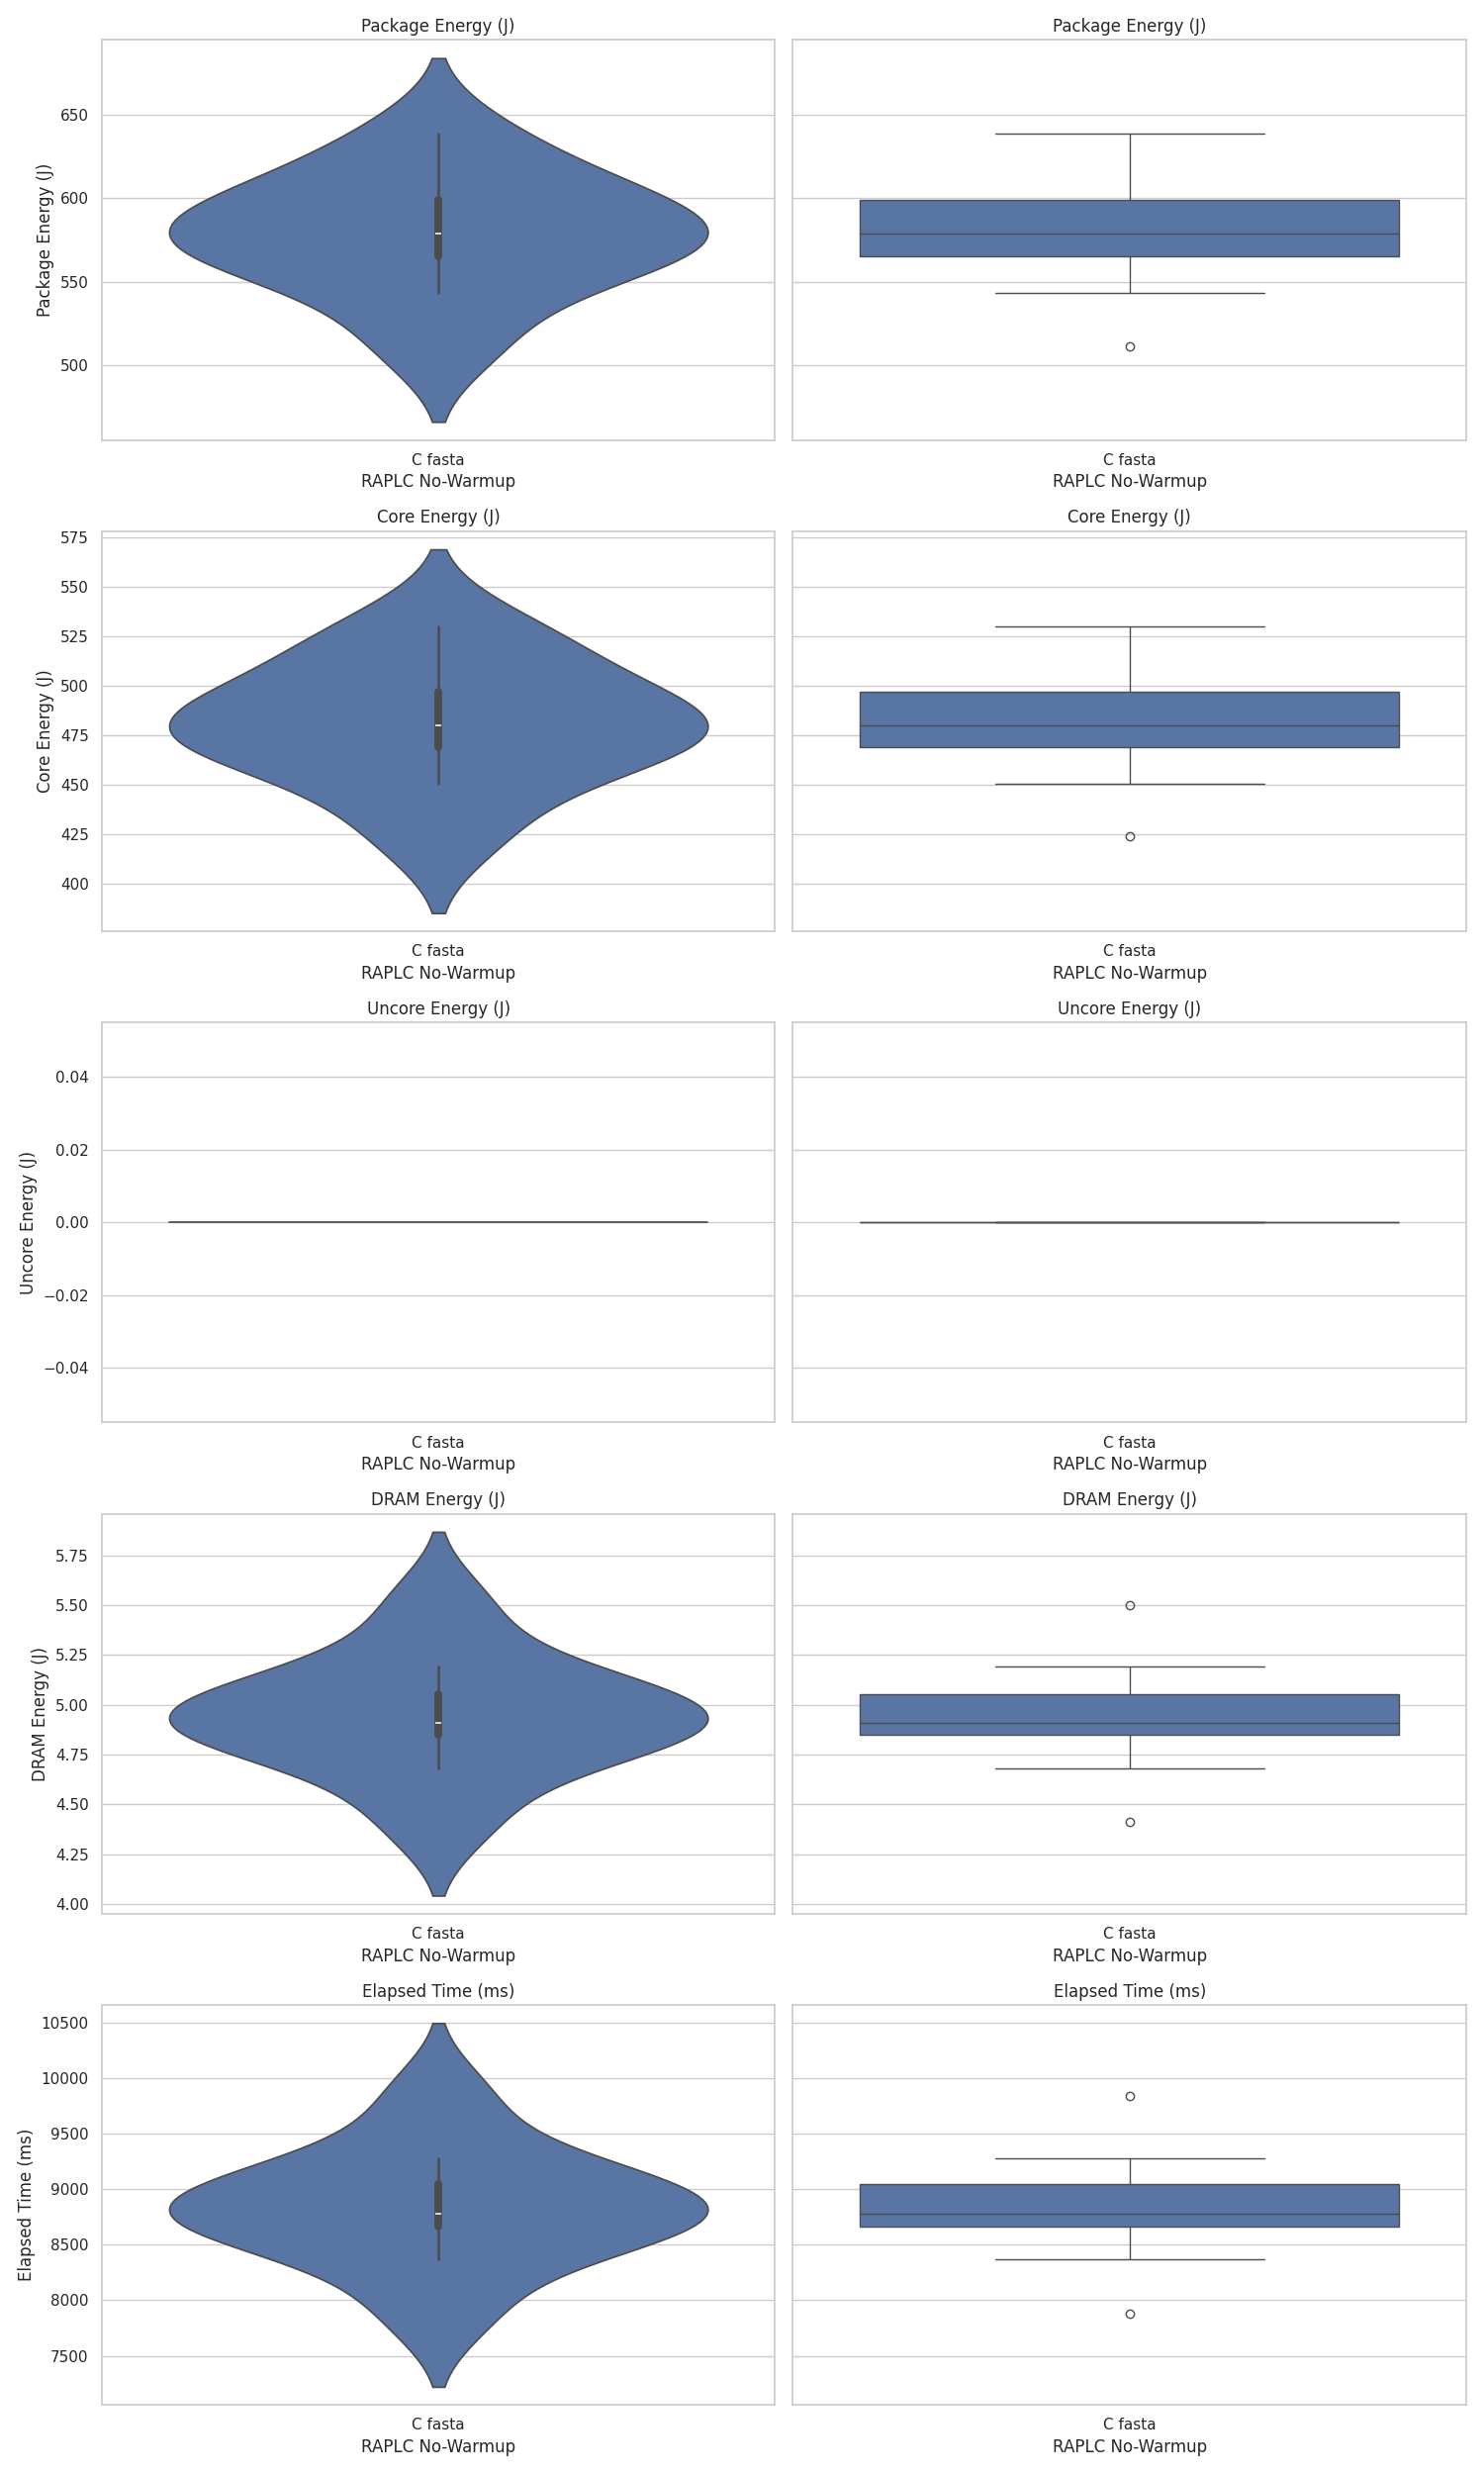 Package Energy (J)
Package Energy (J)
Package Energy (J)
650
600
550
500
C fasta
C fasta
RAPLC No-Warmup
RAPLC No-Warmup
Core Energy (J)
Core Energy (J)
Core Energy (J)
575
550
525
500
475
450
425
400
C fasta
C fasta
RAPLC No-Warmup
RAPLC No-Warmup
Uncore Energy (J)
Uncore Energy (J)
Uncore Energy (J)
0.04
0.02
0.00
−0.02
−0.04
C fasta
C fasta
RAPLC No-Warmup
RAPLC No-Warmup
DRAM Energy (J)
DRAM Energy (J)
DRAM Energy (J)
5.75
5.50
5.25
5.00
4.75
4.50
4.25
4.00
C fasta
C fasta
RAPLC No-Warmup
RAPLC No-Warmup
Elapsed Time (ms)
Elapsed Time (ms)
Elapsed Time (ms)
10500
10000
9500
9000
8500
8000
7500
C fasta
C fasta
RAPLC No-Warmup
RAPLC No-Warmup